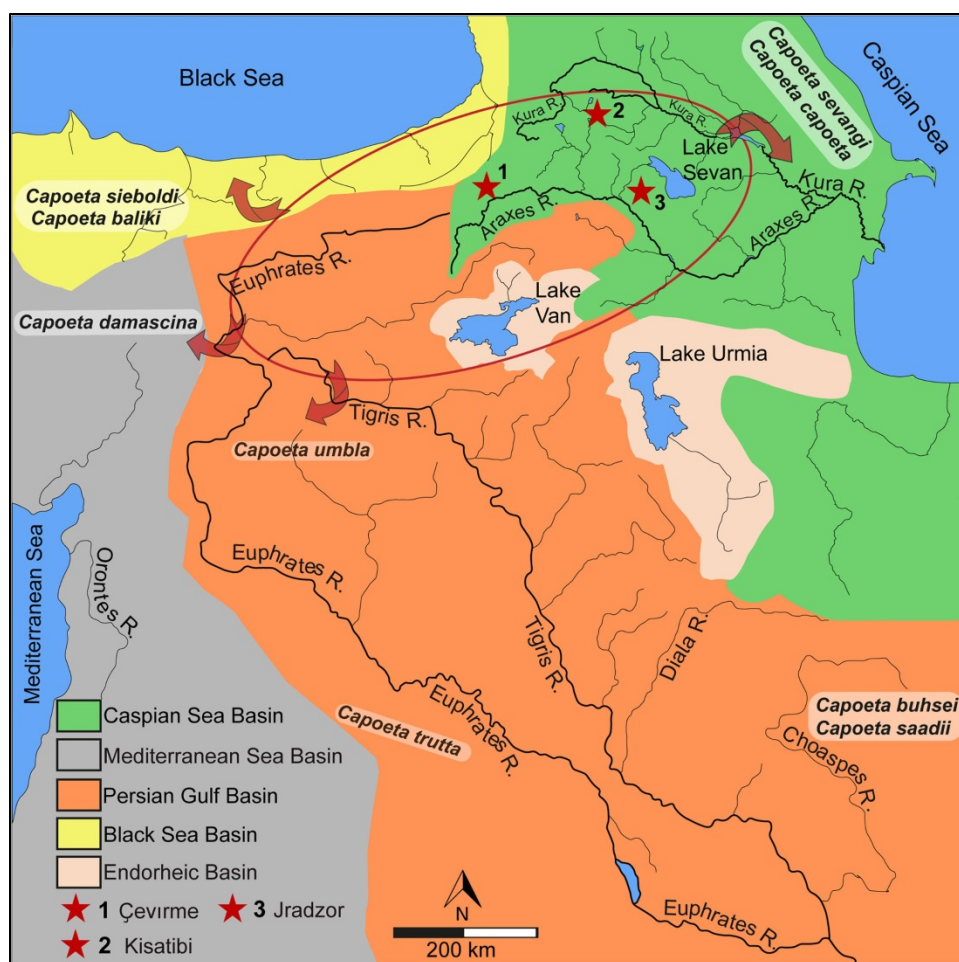 Black Sea
Caspian Sea
Capoeta sevangi
Capoeta capoeta
Kura R.
2
Kura R.
Lake
Sevan
Kura R.
1
3
Capoeta sieboldi
Capoeta baliki
Araxes R.
Araxes R.
Euphrates R.
Lake
Van
Capoeta damascina
Lake Urmia
Tigris R.
Capoeta umbla
Mediterranean Sea
Orontes R.
Euphrates R.
Tigris R.
Diala R.
Capoeta trutta
Euphrates R.
Capoeta buhsei
Capoeta saadii
Choaspes R.
Caspian Sea Basin
Mediterranean Sea Basin
Persian Gulf Basin
Black Sea Basin
Endorheic Basin
1 Çevırme
3 Jradzor
2 Kisatibi
N
200 km
Euphrates R.